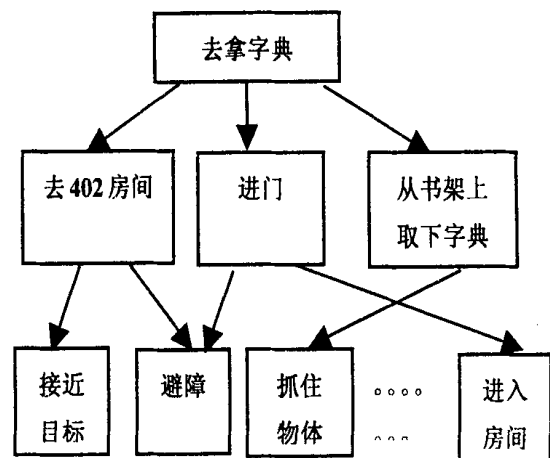 去拿字典
去402房间
进门
从书架上
取下字典
接近
目标
避障
抓住
物体
。。。。
。。。
进入
房间